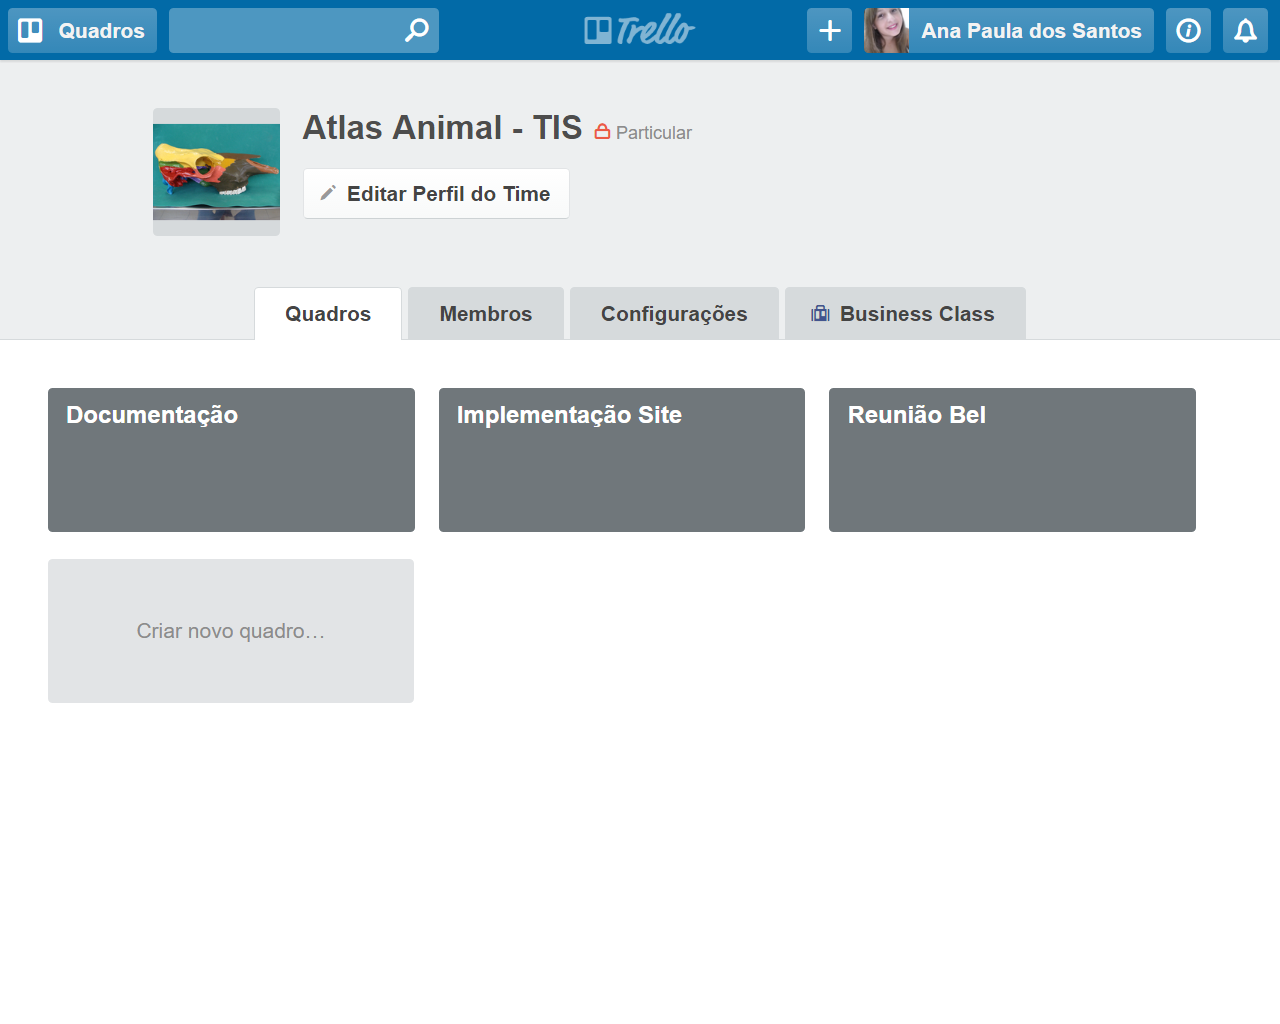 Quadros
Trello
Ana Paula dos Santos
Atlas Animal - TIS
Particular
Editar Perfil do Time
Quadros
Membros
Configurações
Business Class
Documentação
Implementação Site
Reunião Bel
Criar novo quadro…